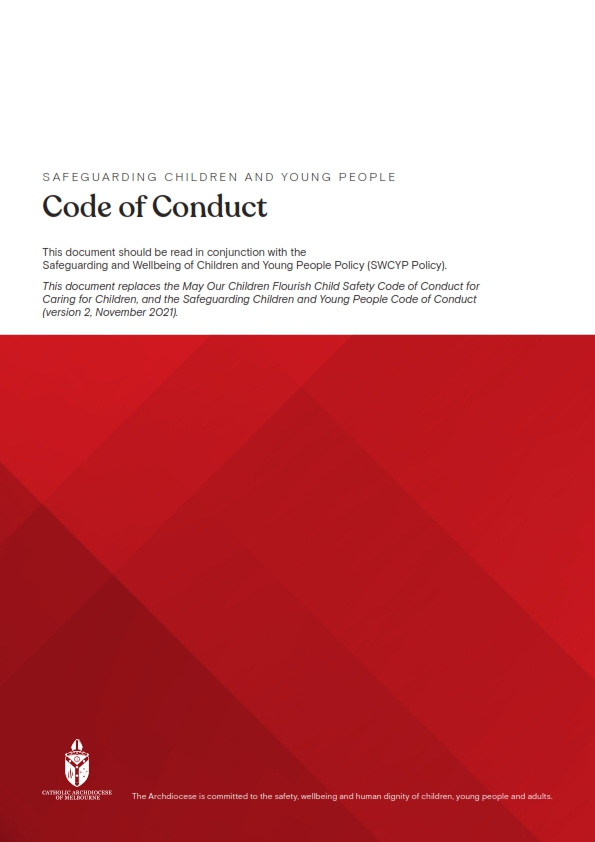 SAFEGUARDING CHILDREN AND YOUNG PEOPLE
Code of Conduct
This document should be read in conjunction with the
Safeguarding and Wellbeing of Children and Young People Policy (SWCYP Policy).
This document replaces the May Our Children Flourish Child Safety Code of Conduct for
Caring for Children, and the Safeguarding Children and Young People Code of Conduct
(version 2, November 2021).
CATHOLIC ARCHDIOCESE
OF MELBOURNE
The Archdiocese is committed to the safety, wellbeing and human dignity of children, young people and adults.